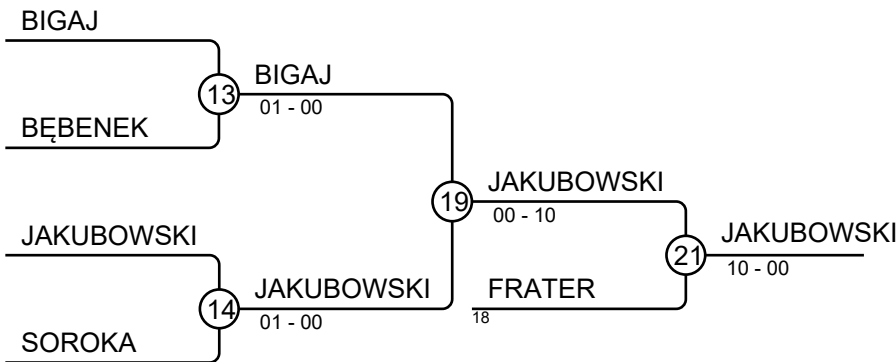 BIGAJ
13
BIGAJ
01 - 00
BĘBENEK
19
JAKUBOWSKI
00 - 10
JAKUBOWSKI
14
JAKUBOWSKI
01 - 00
SOROKA
21
JAKUBOWSKI
10 - 00
FRATER
18